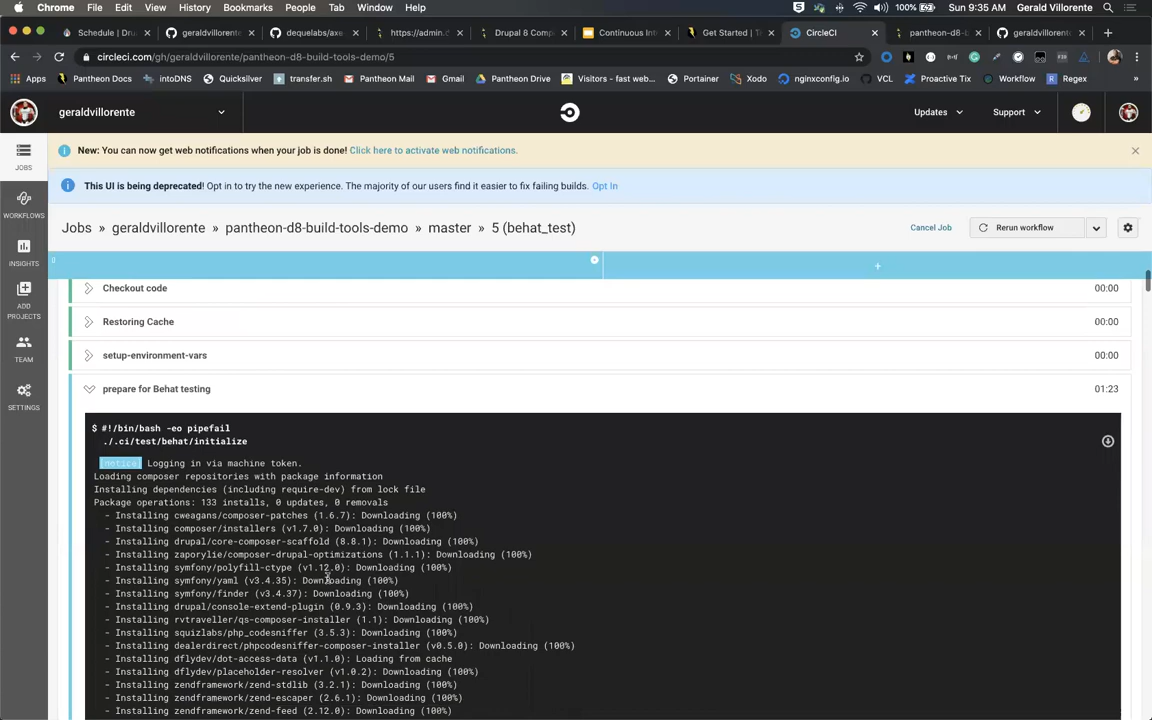 Chrome File Edit View History Bookmarks People Tab Window Help
100% Sun 9:35 AM Gerald Villorente
Schedule | Dru
geraldvillorent
dequelabs/axe
https://admin.
Drupal 8 Comp
Continuous Int
Get Started | T
CircleCI
pantheon-d8-b
geraldvillorent
circleci.com/gh/geraldvillorente/pantheon-d8-build-tools-demo/5
Apps Pantheon Docs intoDNS Quicksilver transfer.sh Pantheon Mail Gmail Pantheon Drive Visitors - fast web... Portainer Xodo nginxconfig.io VCL Proactive Tix Workflow Regex »
geraldvillorente
Updates Support
JOBS
WORKFLOWS
INSIGHTS
ADD PROJECTS
TEAM
SETTINGS
New: You can now get web notifications when your job is done! Click here to activate web notifications.
This UI is being deprecated! Opt in to try the new experience. The majority of our users find it easier to fix failing builds. Opt In
Jobs » geraldvillorente » pantheon-d8-build-tools-demo » master » 5 (behat_test)
Cancel Job Rerun workflow
0 +
Checkout code 00:00
Restoring Cache 00:00
setup-environment-vars 00:00
prepare for Behat testing 01:23
$ #!/bin/bash -eo pipefail
./.ci/test/behat/initialize
[notice] Logging in via machine token.
Loading composer repositories with package information
Installing dependencies (including require-dev) from lock file
Package operations: 133 installs, 0 updates, 0 removals
- Installing cweagans/composer-patches (1.6.7): Downloading (100%)
- Installing composer/installers (v1.7.0): Downloading (100%)
- Installing drupal/core-composer-scaffold (8.8.1): Downloading (100%)
- Installing zaporylie/composer-drupal-optimizations (1.1.1): Downloading (100%)
- Installing symfony/polyfill-ctype (v1.12.0): Downloading (100%)
- Installing symfony/yaml (v3.4.35): Downloading (100%)
- Installing symfony/finder (v3.4.37): Downloading (100%)
- Installing drupal/console-extend-plugin (0.9.3): Downloading (100%)
- Installing rvtraveller/qs-composer-installer (1.1): Downloading (100%)
- Installing squizlabs/php_codesniffer (3.5.3): Downloading (100%)
- Installing dealerdirect/phpcodesniffer-composer-installer (v0.5.0): Downloading (100%)
- Installing dflydev/dot-access-data (v1.1.0): Loading from cache
- Installing dflydev/placeholder-resolver (v1.0.2): Downloading (100%)
- Installing zendframework/zend-stdlib (3.2.1): Downloading (100%)
- Installing zendframework/zend-escaper (2.6.1): Downloading (100%)
- Installing zendframework/zend-feed (2.12.0): Downloading (100%)